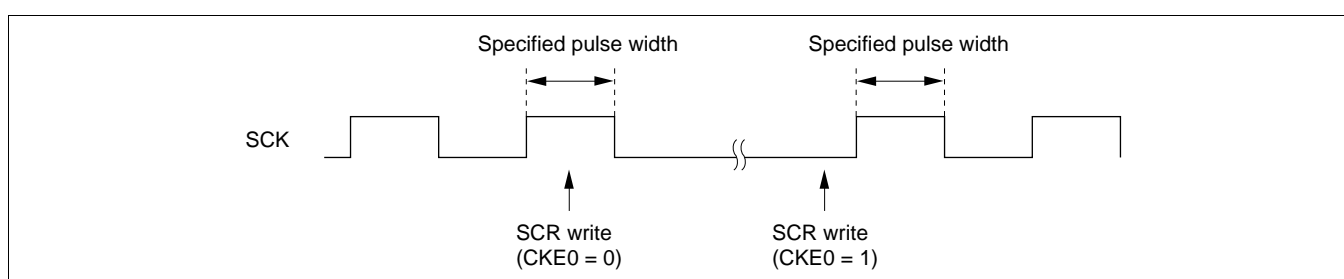 Specified pulse width
Specified pulse width
SCK
SCR write
(CKE0 = 0)
SCR write
(CKE0 = 1)